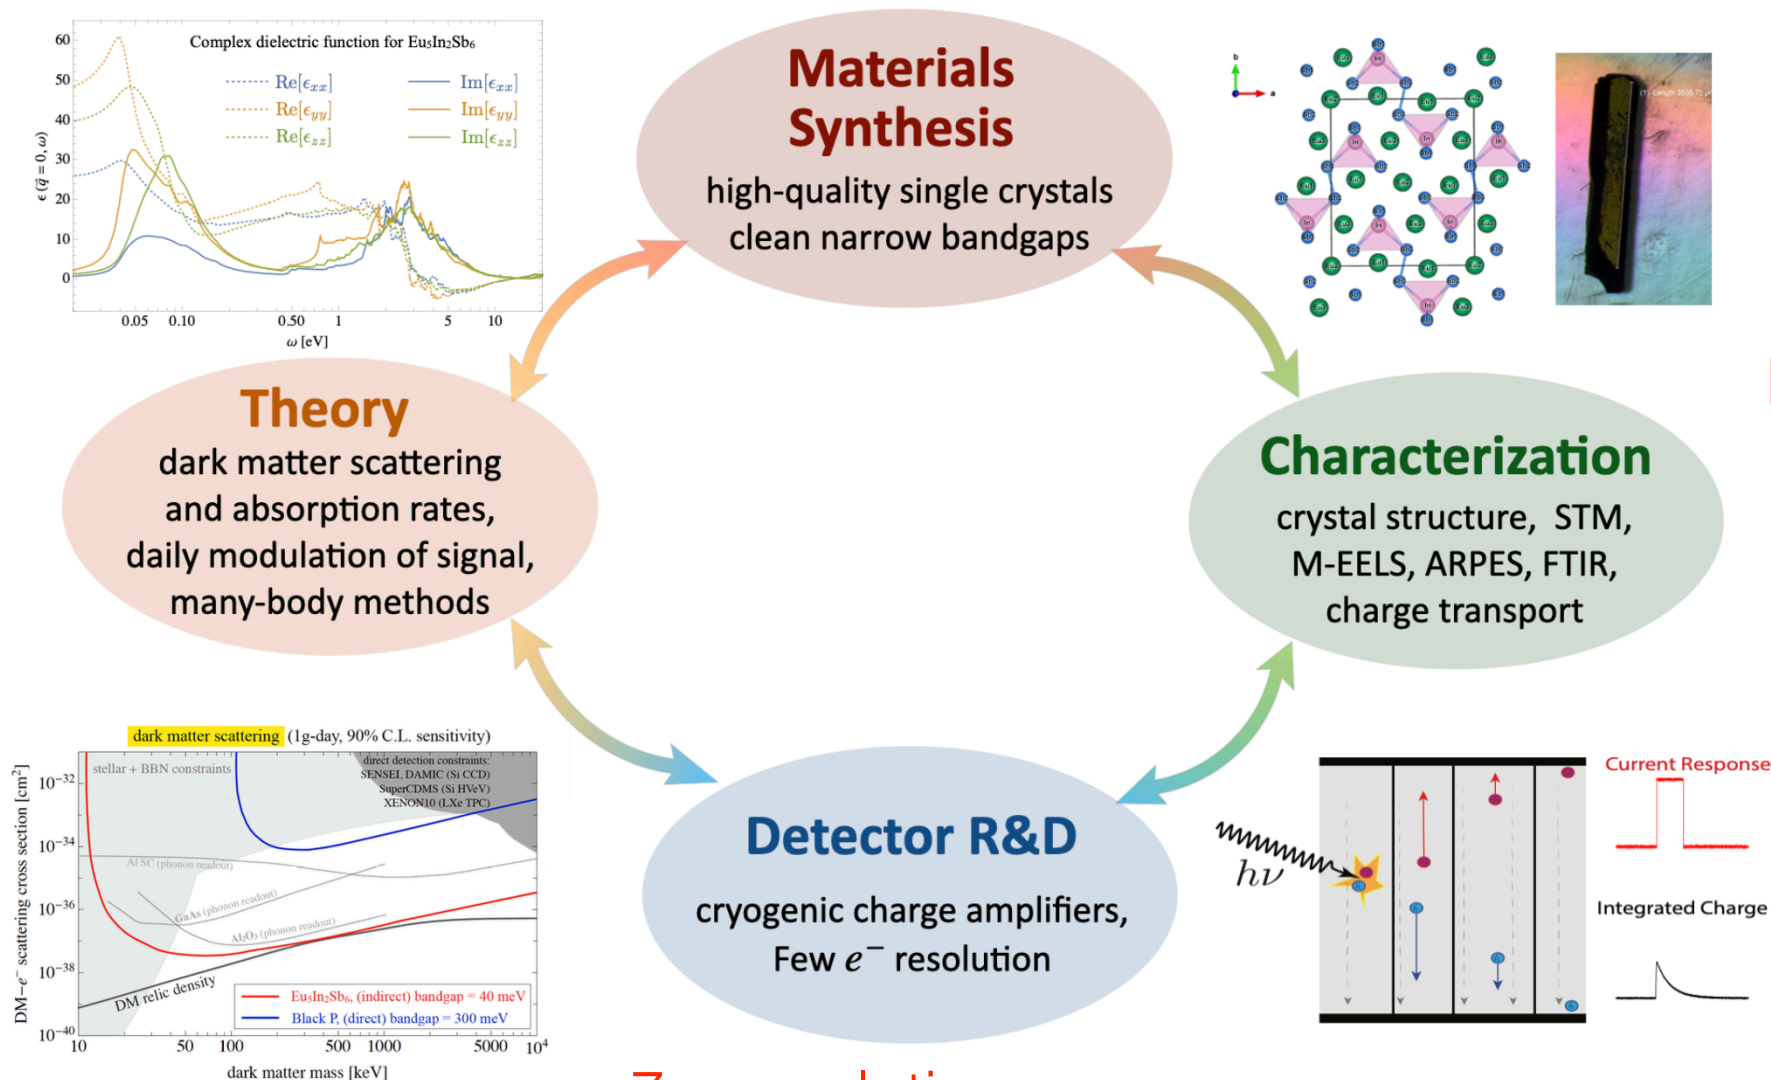 Complex dielectric function for Eu₅In₂Sb₆
Re[ϵxx] Im[ϵxx]
Re[ϵyy] Im[ϵyy]
Re[ϵzz] Im[ϵzz]
ϵ (q⃗ = 0, ω)
60
50
40
30
20
10
0
0.05 0.10 0.50 1 5 10
ω [eV]
Materials
Synthesis
high-quality single crystals
clean narrow bandgaps
b
a
Theory
dark matter scattering
and absorption rates,
daily modulation of signal,
many-body methods
Characterization
crystal structure, STM,
M-EELS, ARPES, FTIR,
charge transport
Detector R&D
cryogenic charge amplifiers,
Few e⁻ resolution
dark matter scattering (1g-day, 90% C.L. sensitivity)
stellar + BBN constraints
direct detection constraints:
SENSEI, DAMIC (Si CCD)
SuperCDMS (Si HVeV)
XENON10 (LXe TPC)
Al SC (phonon readout)
GaAs (phonon readout)
Al₂O₃ (phonon readout)
DM relic density
Eu₅In₂Sb₆, (indirect) bandgap = 40 meV
Black P, (direct) bandgap = 300 meV
DM−e⁻ scattering cross section [cm²]
10⁻³²
10⁻³⁴
10⁻³⁶
10⁻³⁸
10⁻⁴⁰
10 50 100 500 1000 5000 10⁴
dark matter mass [keV]
hν
Current Response
Integrated Charge